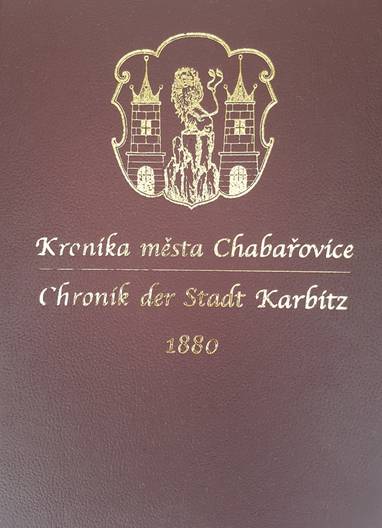 Kronika města Chabařovice
Chronik der Stadt Karbitz
1880